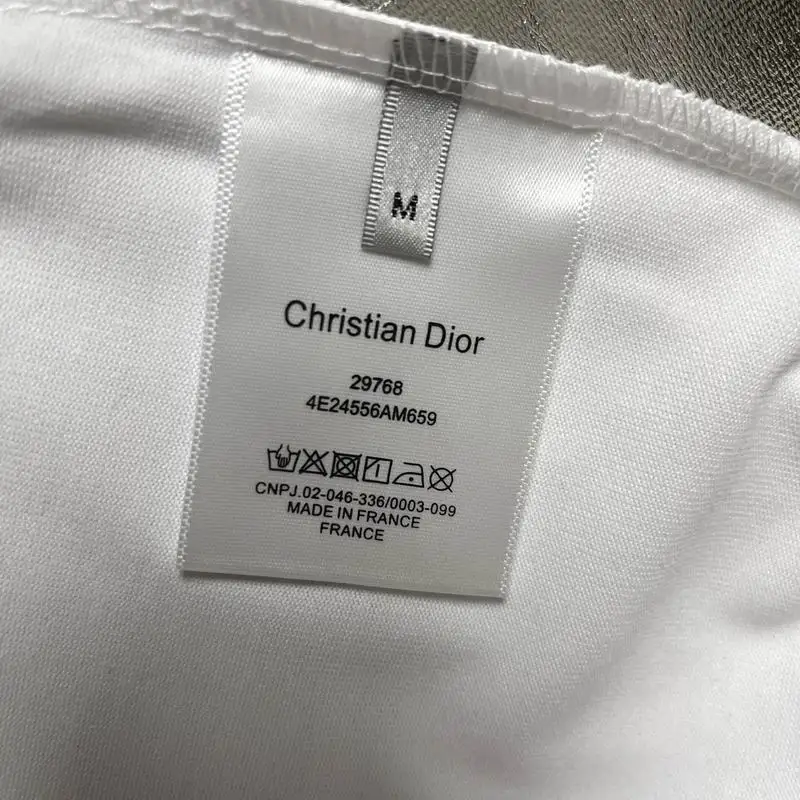 M
Christian Dior
29768
4E24556AM659
CNPJ.02-046-336/0003-099
MADE IN FRANCE
FRANCE